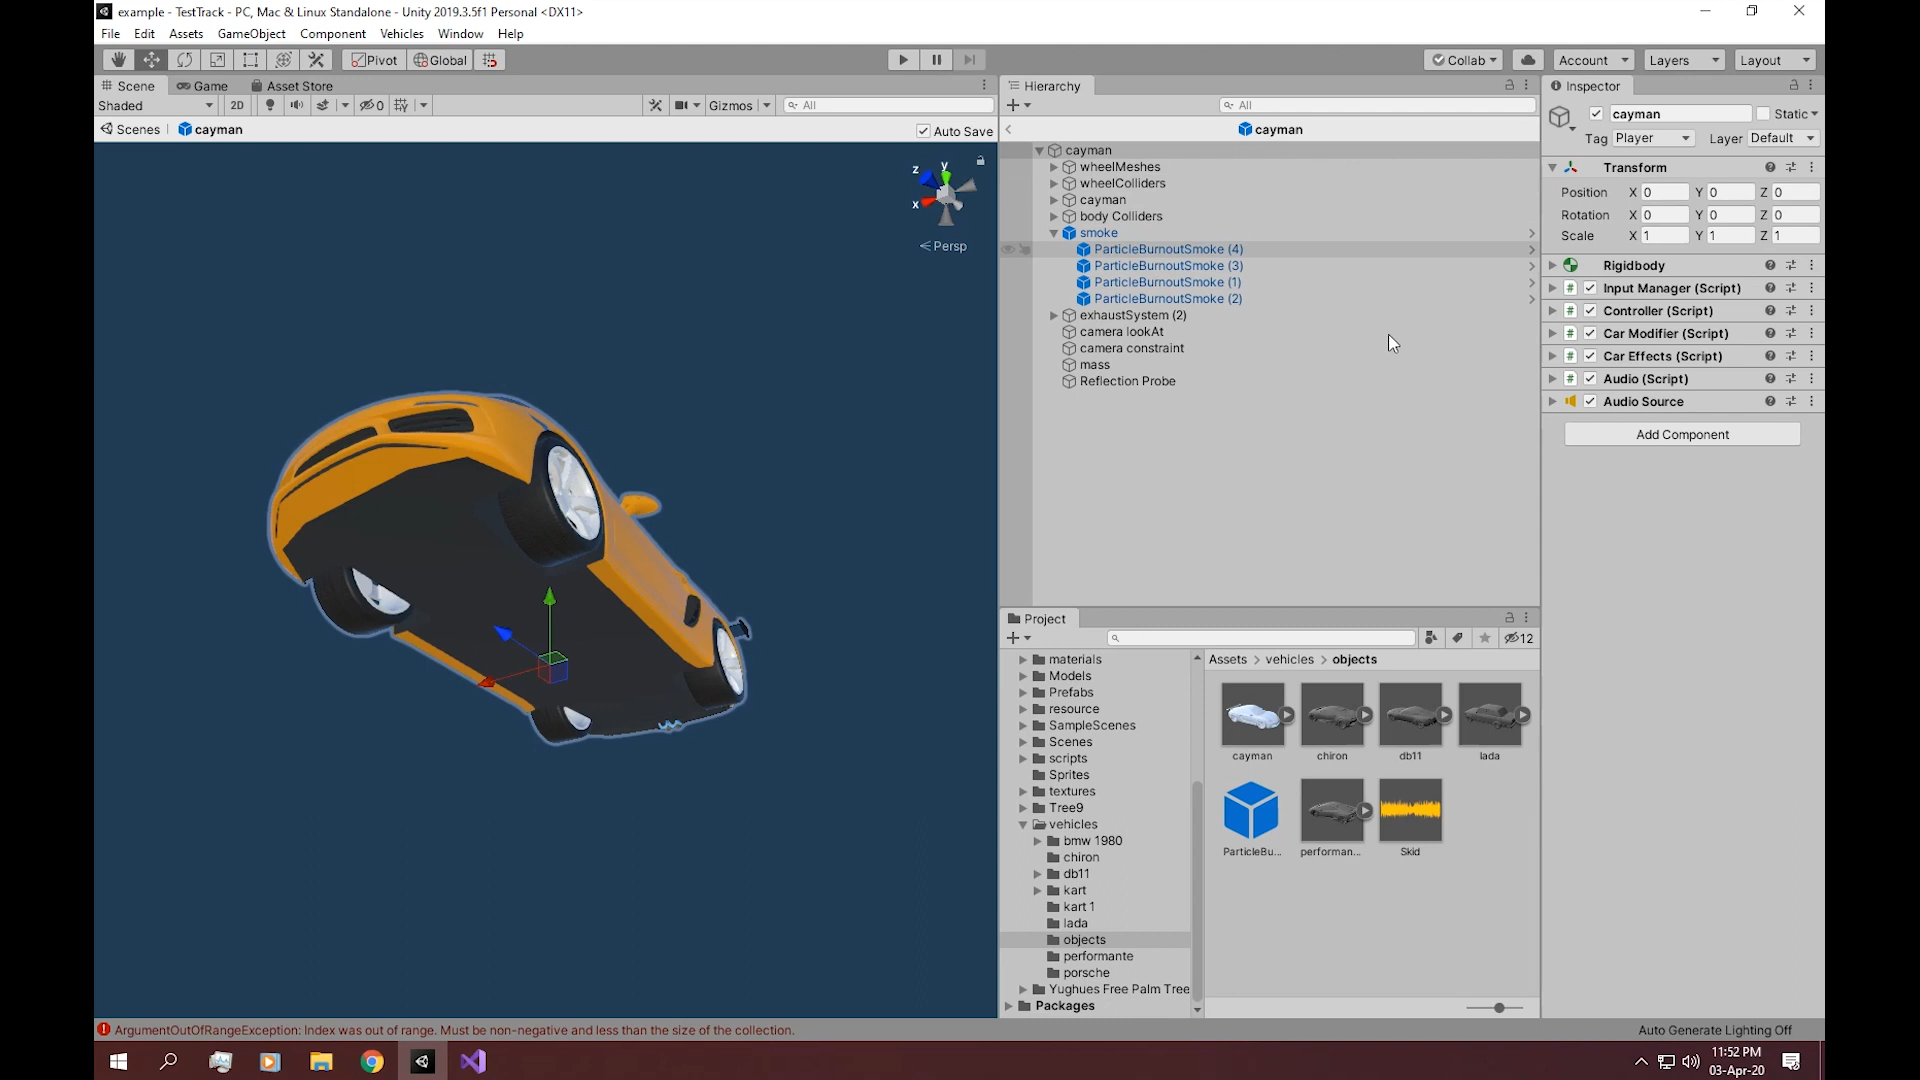 example - TestTrack - PC, Mac & Linux Standalone - Unity 2019.3.5f1 Personal <DX11>
File Edit Assets GameObject Component Vehicles Window Help
Pivot Global Collab Account Layers Layout
Scene Game Asset Store
Shaded 2D 0 Gizmos All
Scenes cayman Auto Save
z y x
Persp
Hierarchy
All
cayman
cayman
wheelMeshes
wheelColliders
cayman
body Colliders
smoke
ParticleBurnoutSmoke (4)
ParticleBurnoutSmoke (3)
ParticleBurnoutSmoke (1)
ParticleBurnoutSmoke (2)
exhaustSystem (2)
camera lookAt
camera constraint
mass
Reflection Probe
Inspector
cayman Static
Tag Player Layer Default
Transform
Position X 0 Y 0 Z 0
Rotation X 0 Y 0 Z 0
Scale X 1 Y 1 Z 1
Rigidbody
Input Manager (Script)
Controller (Script)
Car Modifier (Script)
Car Effects (Script)
Audio (Script)
Audio Source
Add Component
Project
12
materials
Models
Prefabs
resource
SampleScenes
Scenes
scripts
Sprites
textures
Tree9
vehicles
bmw 1980
chiron
db11
kart
kart 1
lada
objects
performante
porsche
Yughues Free Palm Tree
Packages
Assets > vehicles > objects
cayman chiron db11 lada
ParticleBu... performan... Skid
ArgumentOutOfRangeException: Index was out of range. Must be non-negative and less than the size of the collection.
Auto Generate Lighting Off
11:52 PM
03-Apr-20